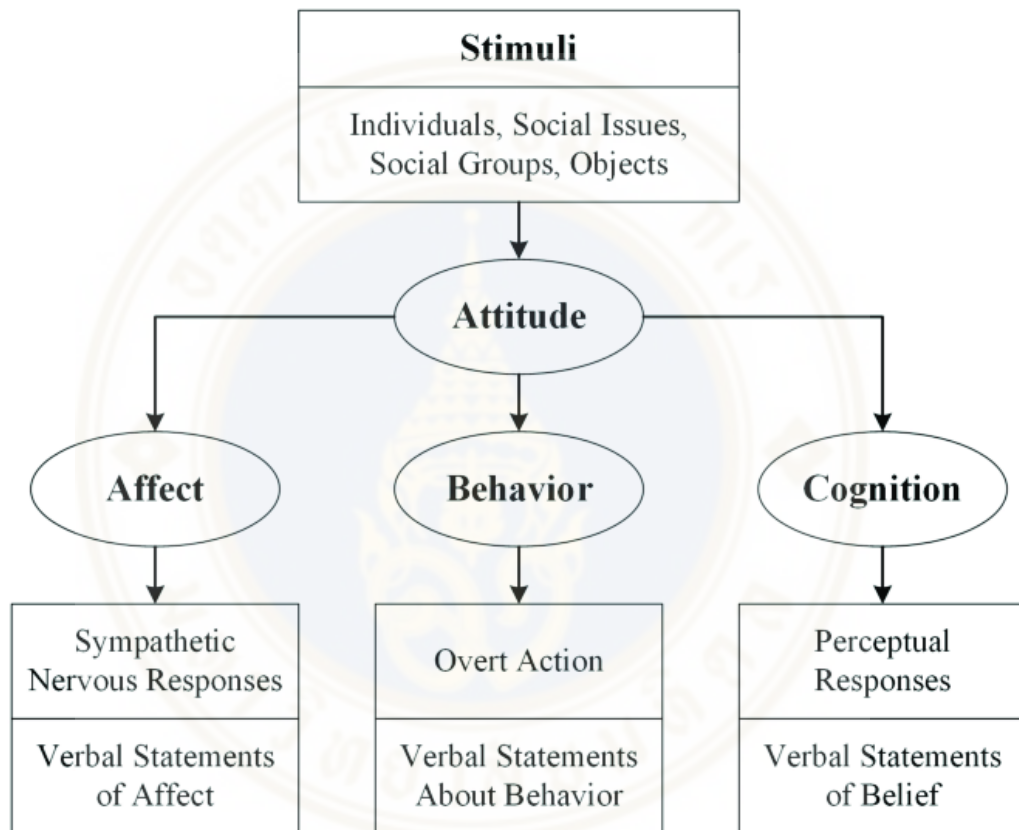 Stimuli
Individuals, Social Issues,
Social Groups, Objects
Attitude
Affect
Behavior
Cognition
Sympathetic
Nervous Responses
Verbal Statements
of Affect
Overt Action
Verbal Statements
About Behavior
Perceptual
Responses
Verbal Statements
of Belief